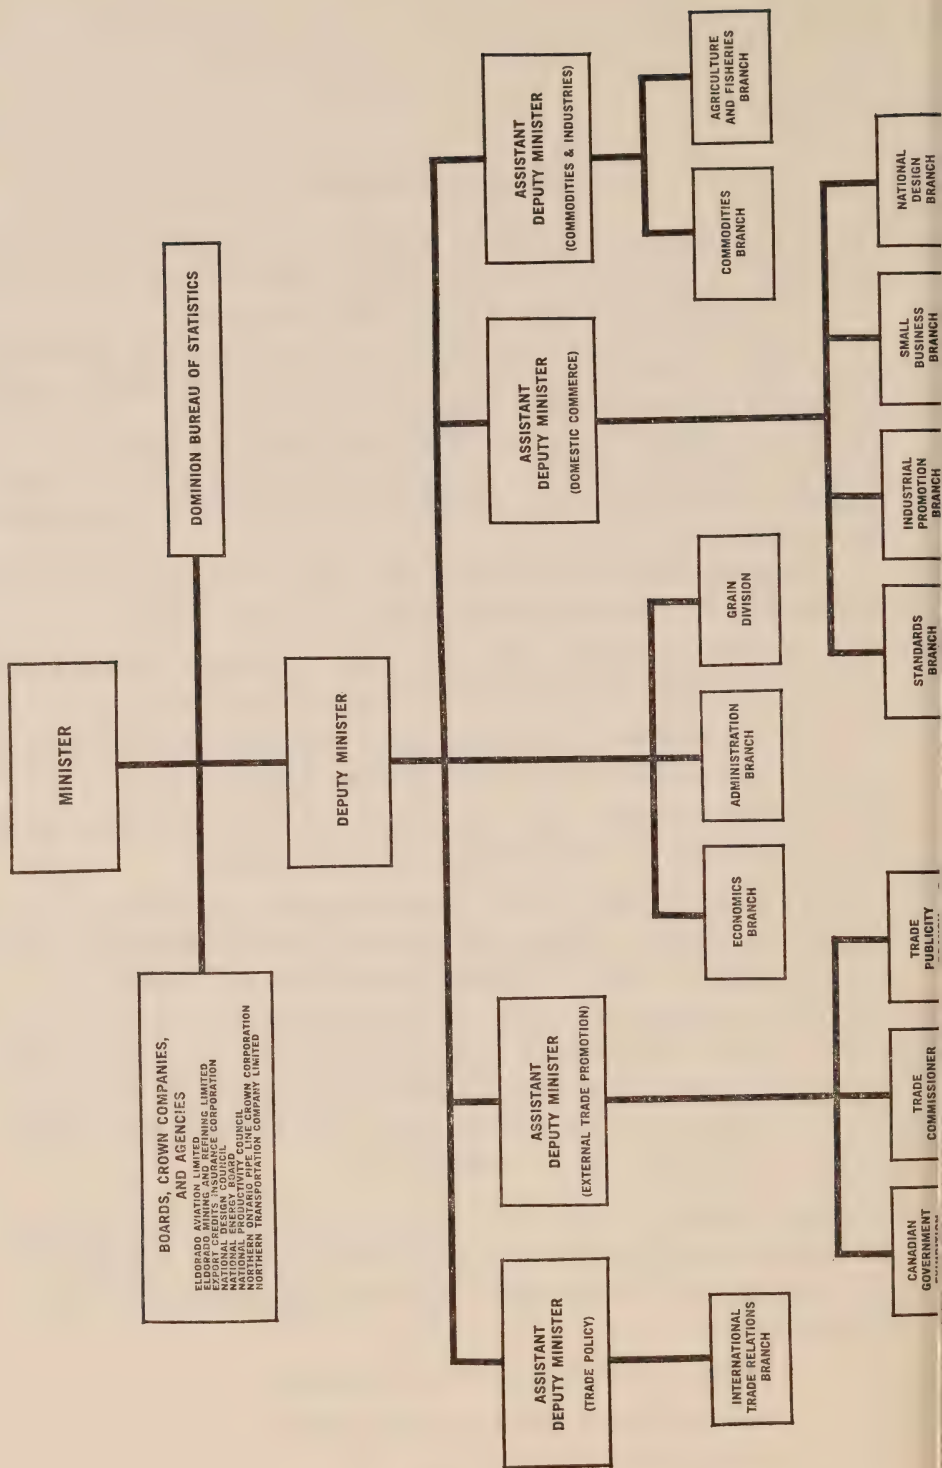 MINISTER
BOARDS, CROWN COMPANIES,
AND AGENCIES
ELDORADO AVIATION LIMITED
ELDORADO MINING AND REFINING LIMITED
EXPORT CREDITS INSURANCE CORPORATION
NATIONAL DESIGN COUNCIL
NATIONAL ENERGY BOARD
NATIONAL PRODUCTIVITY COUNCIL
NORTHERN ONTARIO PIPE LINE CROWN CORPORATION
NORTHERN TRANSPORTATION COMPANY LIMITED
DOMINION BUREAU OF STATISTICS
DEPUTY MINISTER
ASSISTANT
DEPUTY MINISTER
(TRADE POLICY)
ASSISTANT
DEPUTY MINISTER
(EXTERNAL TRADE PROMOTION)
ASSISTANT
DEPUTY MINISTER
(DOMESTIC COMMERCE)
ASSISTANT
DEPUTY MINISTER
(COMMODITIES & INDUSTRIES)
INTERNATIONAL
TRADE RELATIONS
BRANCH
ECONOMICS
BRANCH
ADMINISTRATION
BRANCH
GRAIN
DIVISION
COMMODITIES
BRANCH
AGRICULTURE
AND FISHERIES
BRANCH
CANADIAN
GOVERNMENT
TRADE
COMMISSIONER
TRADE
PUBLICITY
STANDARDS
BRANCH
INDUSTRIAL
PROMOTION
BRANCH
SMALL
BUSINESS
BRANCH
NATIONAL
DESIGN
BRANCH